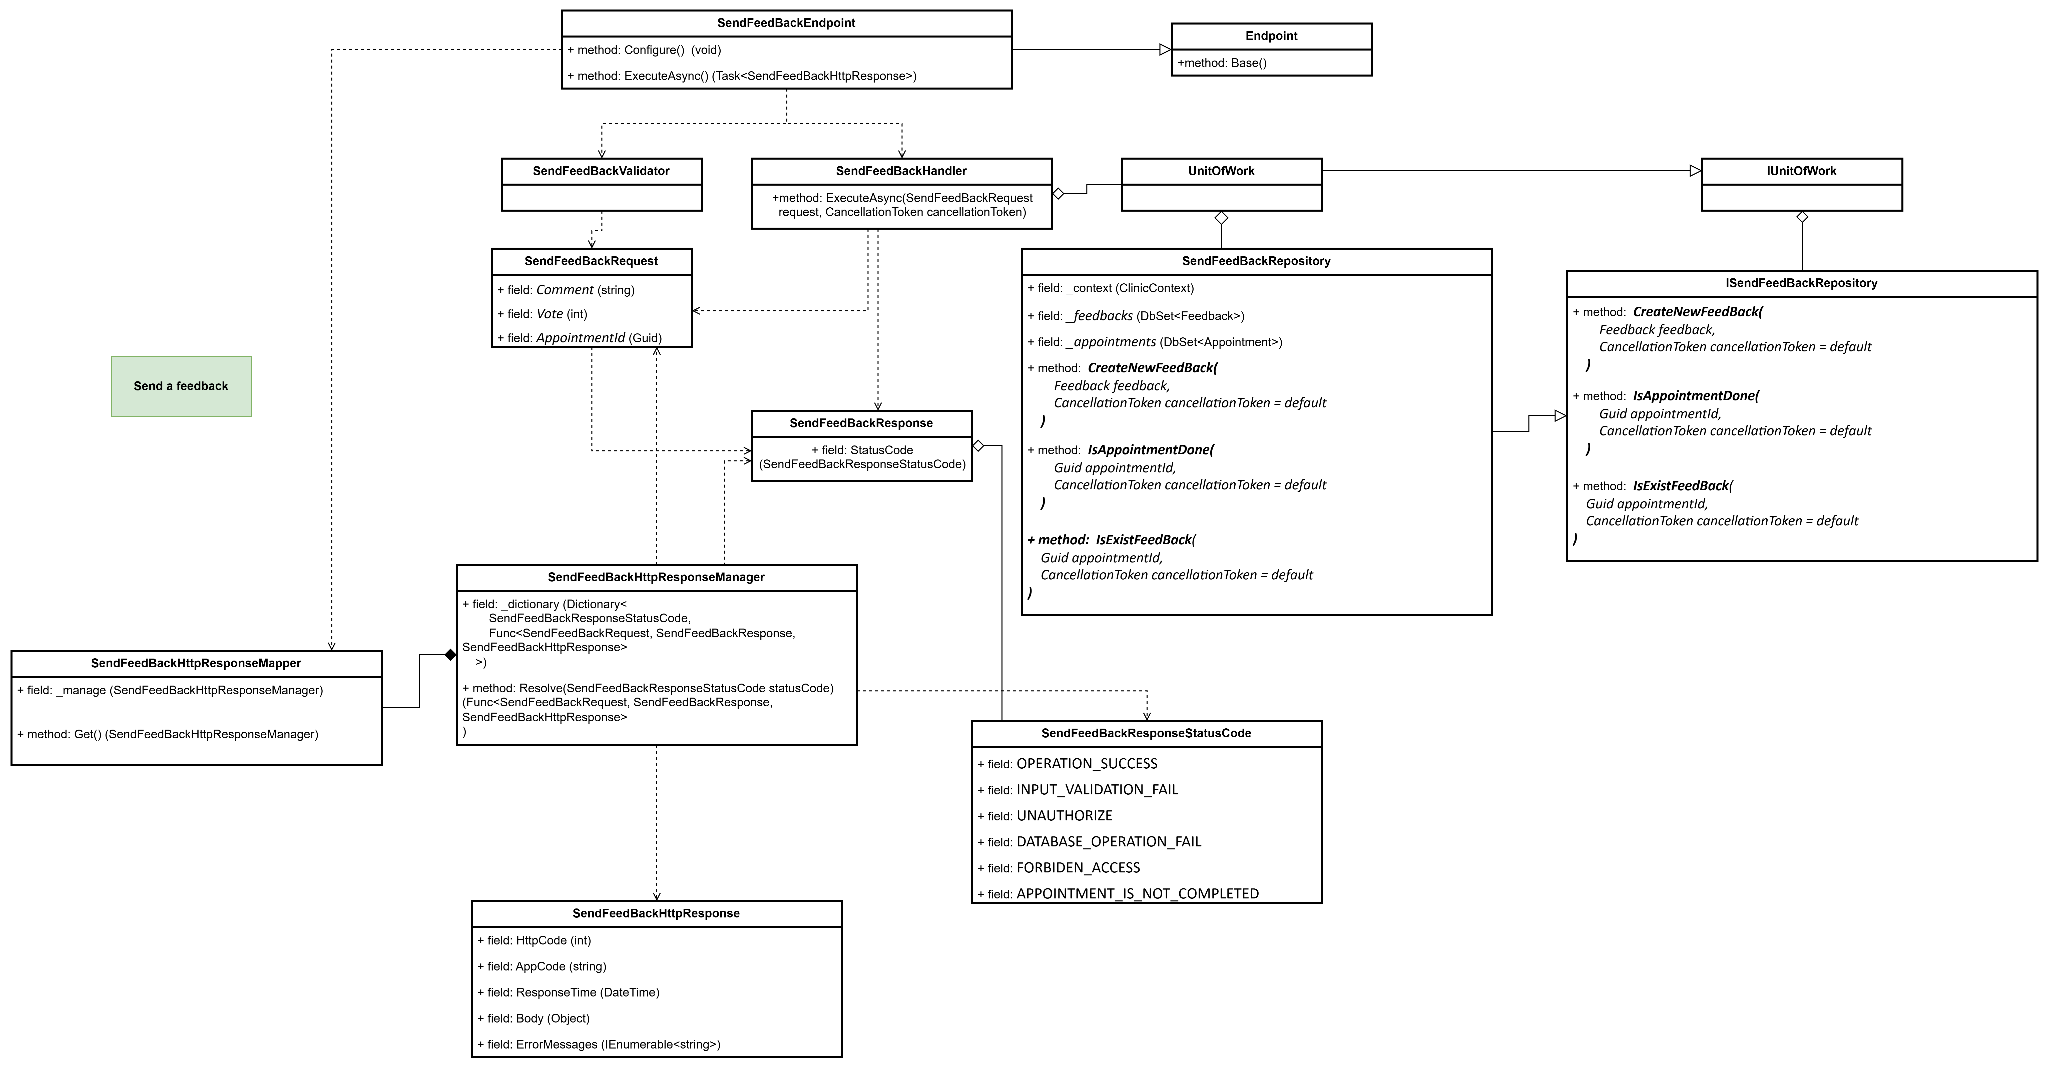 SendFeedBackEndpoint
+ method: Configure() (void)
+ method: ExecuteAsync() (Task<SendFeedBackHttpResponse>)
Endpoint
+method: Base()
SendFeedBackValidator
SendFeedBackHandler
+method: ExecuteAsync(SendFeedBackRequest
request, CancellationToken cancellationToken)
UnitOfWork
IUnitOfWork
SendFeedBackRequest
+ field: Comment (string)
+ field: Vote (int)
+ field: AppointmentId (Guid)
SendFeedBackRepository
+ field: _context (ClinicContext)
+ field: _feedbacks (DbSet<Feedback>)
+ field: _appointments (DbSet<Appointment>)
+ method: CreateNewFeedBack(
Feedback feedback,
CancellationToken cancellationToken = default
)
+ method: IsAppointmentDone(
Guid appointmentId,
CancellationToken cancellationToken = default
)
+ method: IsExistFeedBack(
Guid appointmentId,
CancellationToken cancellationToken = default
)
ISendFeedBackRepository
+ method: CreateNewFeedBack(
Feedback feedback,
CancellationToken cancellationToken = default
)
+ method: IsAppointmentDone(
Guid appointmentId,
CancellationToken cancellationToken = default
)
+ method: IsExistFeedBack(
Guid appointmentId,
CancellationToken cancellationToken = default
)
Send a feedback
SendFeedBackResponse
+ field: StatusCode
(SendFeedBackResponseStatusCode)
SendFeedBackHttpResponseManager
+ field: _dictionary (Dictionary<
SendFeedBackResponseStatusCode,
Func<SendFeedBackRequest, SendFeedBackResponse,
SendFeedBackHttpResponse>
>)
+ method: Resolve(SendFeedBackResponseStatusCode statusCode)
(Func<SendFeedBackRequest, SendFeedBackResponse,
SendFeedBackHttpResponse>
)
SendFeedBackHttpResponseMapper
+ field: _manage (SendFeedBackHttpResponseManager)
+ method: Get() (SendFeedBackHttpResponseManager)
SendFeedBackResponseStatusCode
+ field: OPERATION_SUCCESS
+ field: INPUT_VALIDATION_FAIL
+ field: UNAUTHORIZE
+ field: DATABASE_OPERATION_FAIL
+ field: FORBIDEN_ACCESS
+ field: APPOINTMENT_IS_NOT_COMPLETED
SendFeedBackHttpResponse
+ field: HttpCode (int)
+ field: AppCode (string)
+ field: ResponseTime (DateTime)
+ field: Body (Object)
+ field: ErrorMessages (IEnumerable<string>)